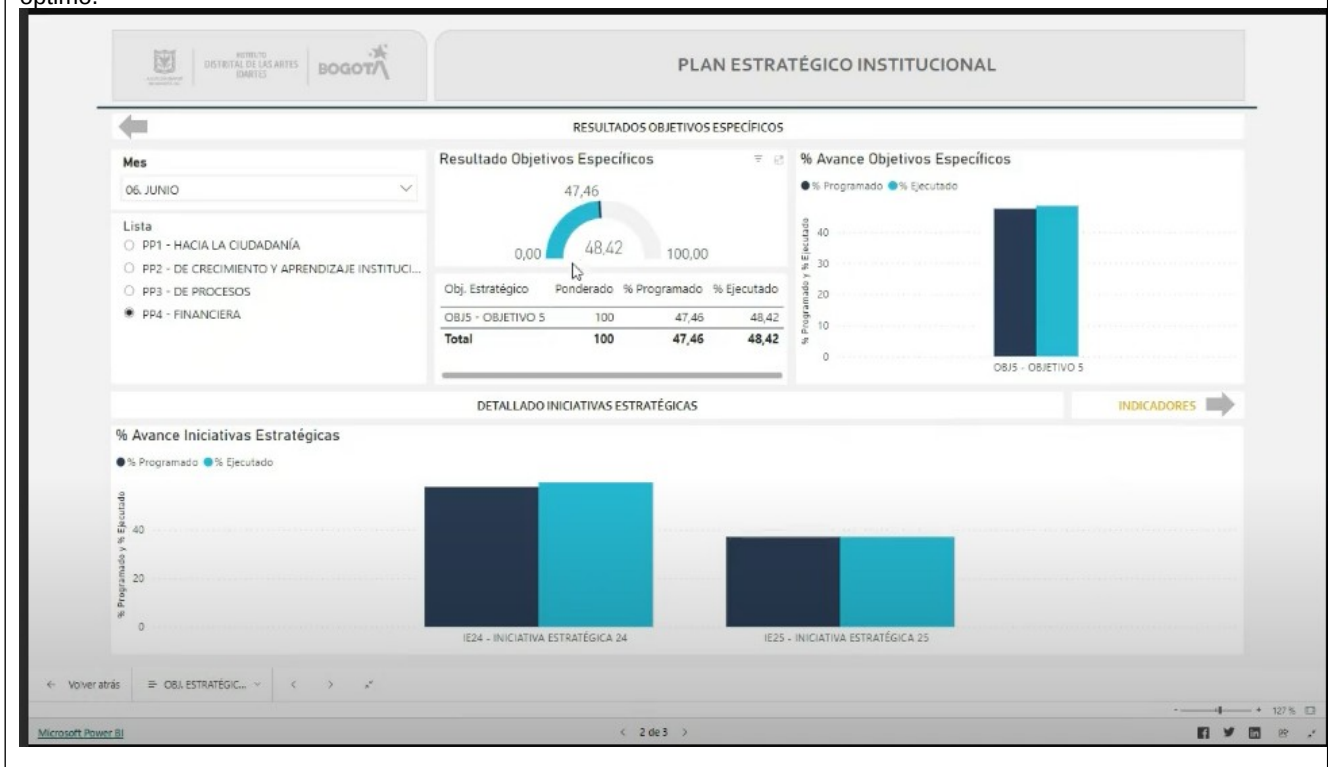 óptimo.
INSTITUTO
DISTRITAL DE LAS ARTES
IDARTES
BOGOTÁ
PLAN ESTRATÉGICO INSTITUCIONAL
RESULTADOS OBJETIVOS ESPECÍFICOS
Mes
06. JUNIO
Lista
PP1 - HACIA LA CIUDADANÍA
PP2 - DE CRECIMIENTO Y APRENDIZAJE INSTITUCI...
PP3 - DE PROCESOS
PP4 - FINANCIERA
Resultado Objetivos Específicos
47,46
0,00
48,42
100,00
Obj. Estratégico Ponderado % Programado % Ejecutado
OBJ5 - OBJETIVO 5 100 47,46 48,42
Total 100 47,46 48,42
% Avance Objetivos Específicos
% Programado % Ejecutado
% Programado y % Ejecutado
40
30
20
10
0
OBJ5 - OBJETIVO 5
DETALLADO INICIATIVAS ESTRATÉGICAS
INDICADORES
% Avance Iniciativas Estratégicas
% Programado % Ejecutado
% Programado y % Ejecutado
40
20
0
IE24 - INICIATIVA ESTRATÉGICA 24
IE25 - INICIATIVA ESTRATÉGICA 25
Volver atrás
OBJ. ESTRATÉGIC...
127 %
Microsoft Power BI
2 de 3